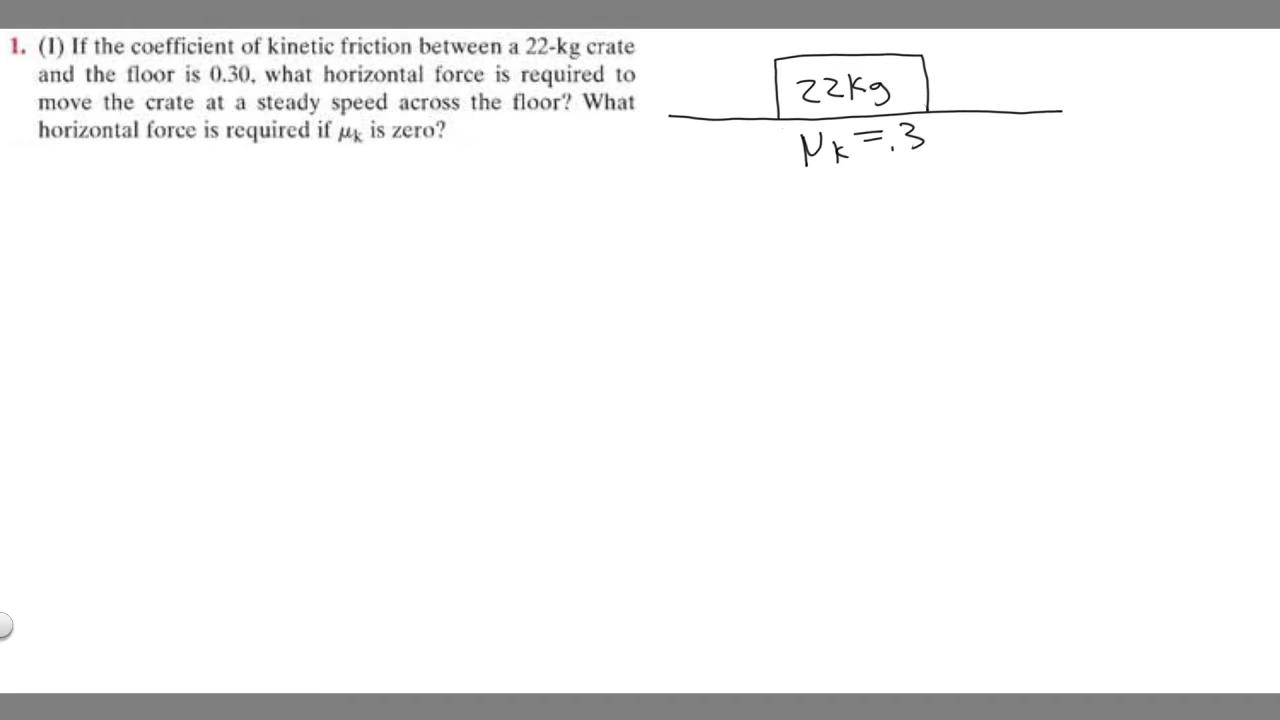 1. (I) If the coefficient of kinetic friction between a 22-kg crate
and the floor is 0.30, what horizontal force is required to
move the crate at a steady speed across the floor? What
horizontal force is required if μk is zero?
22kg
μk = .3